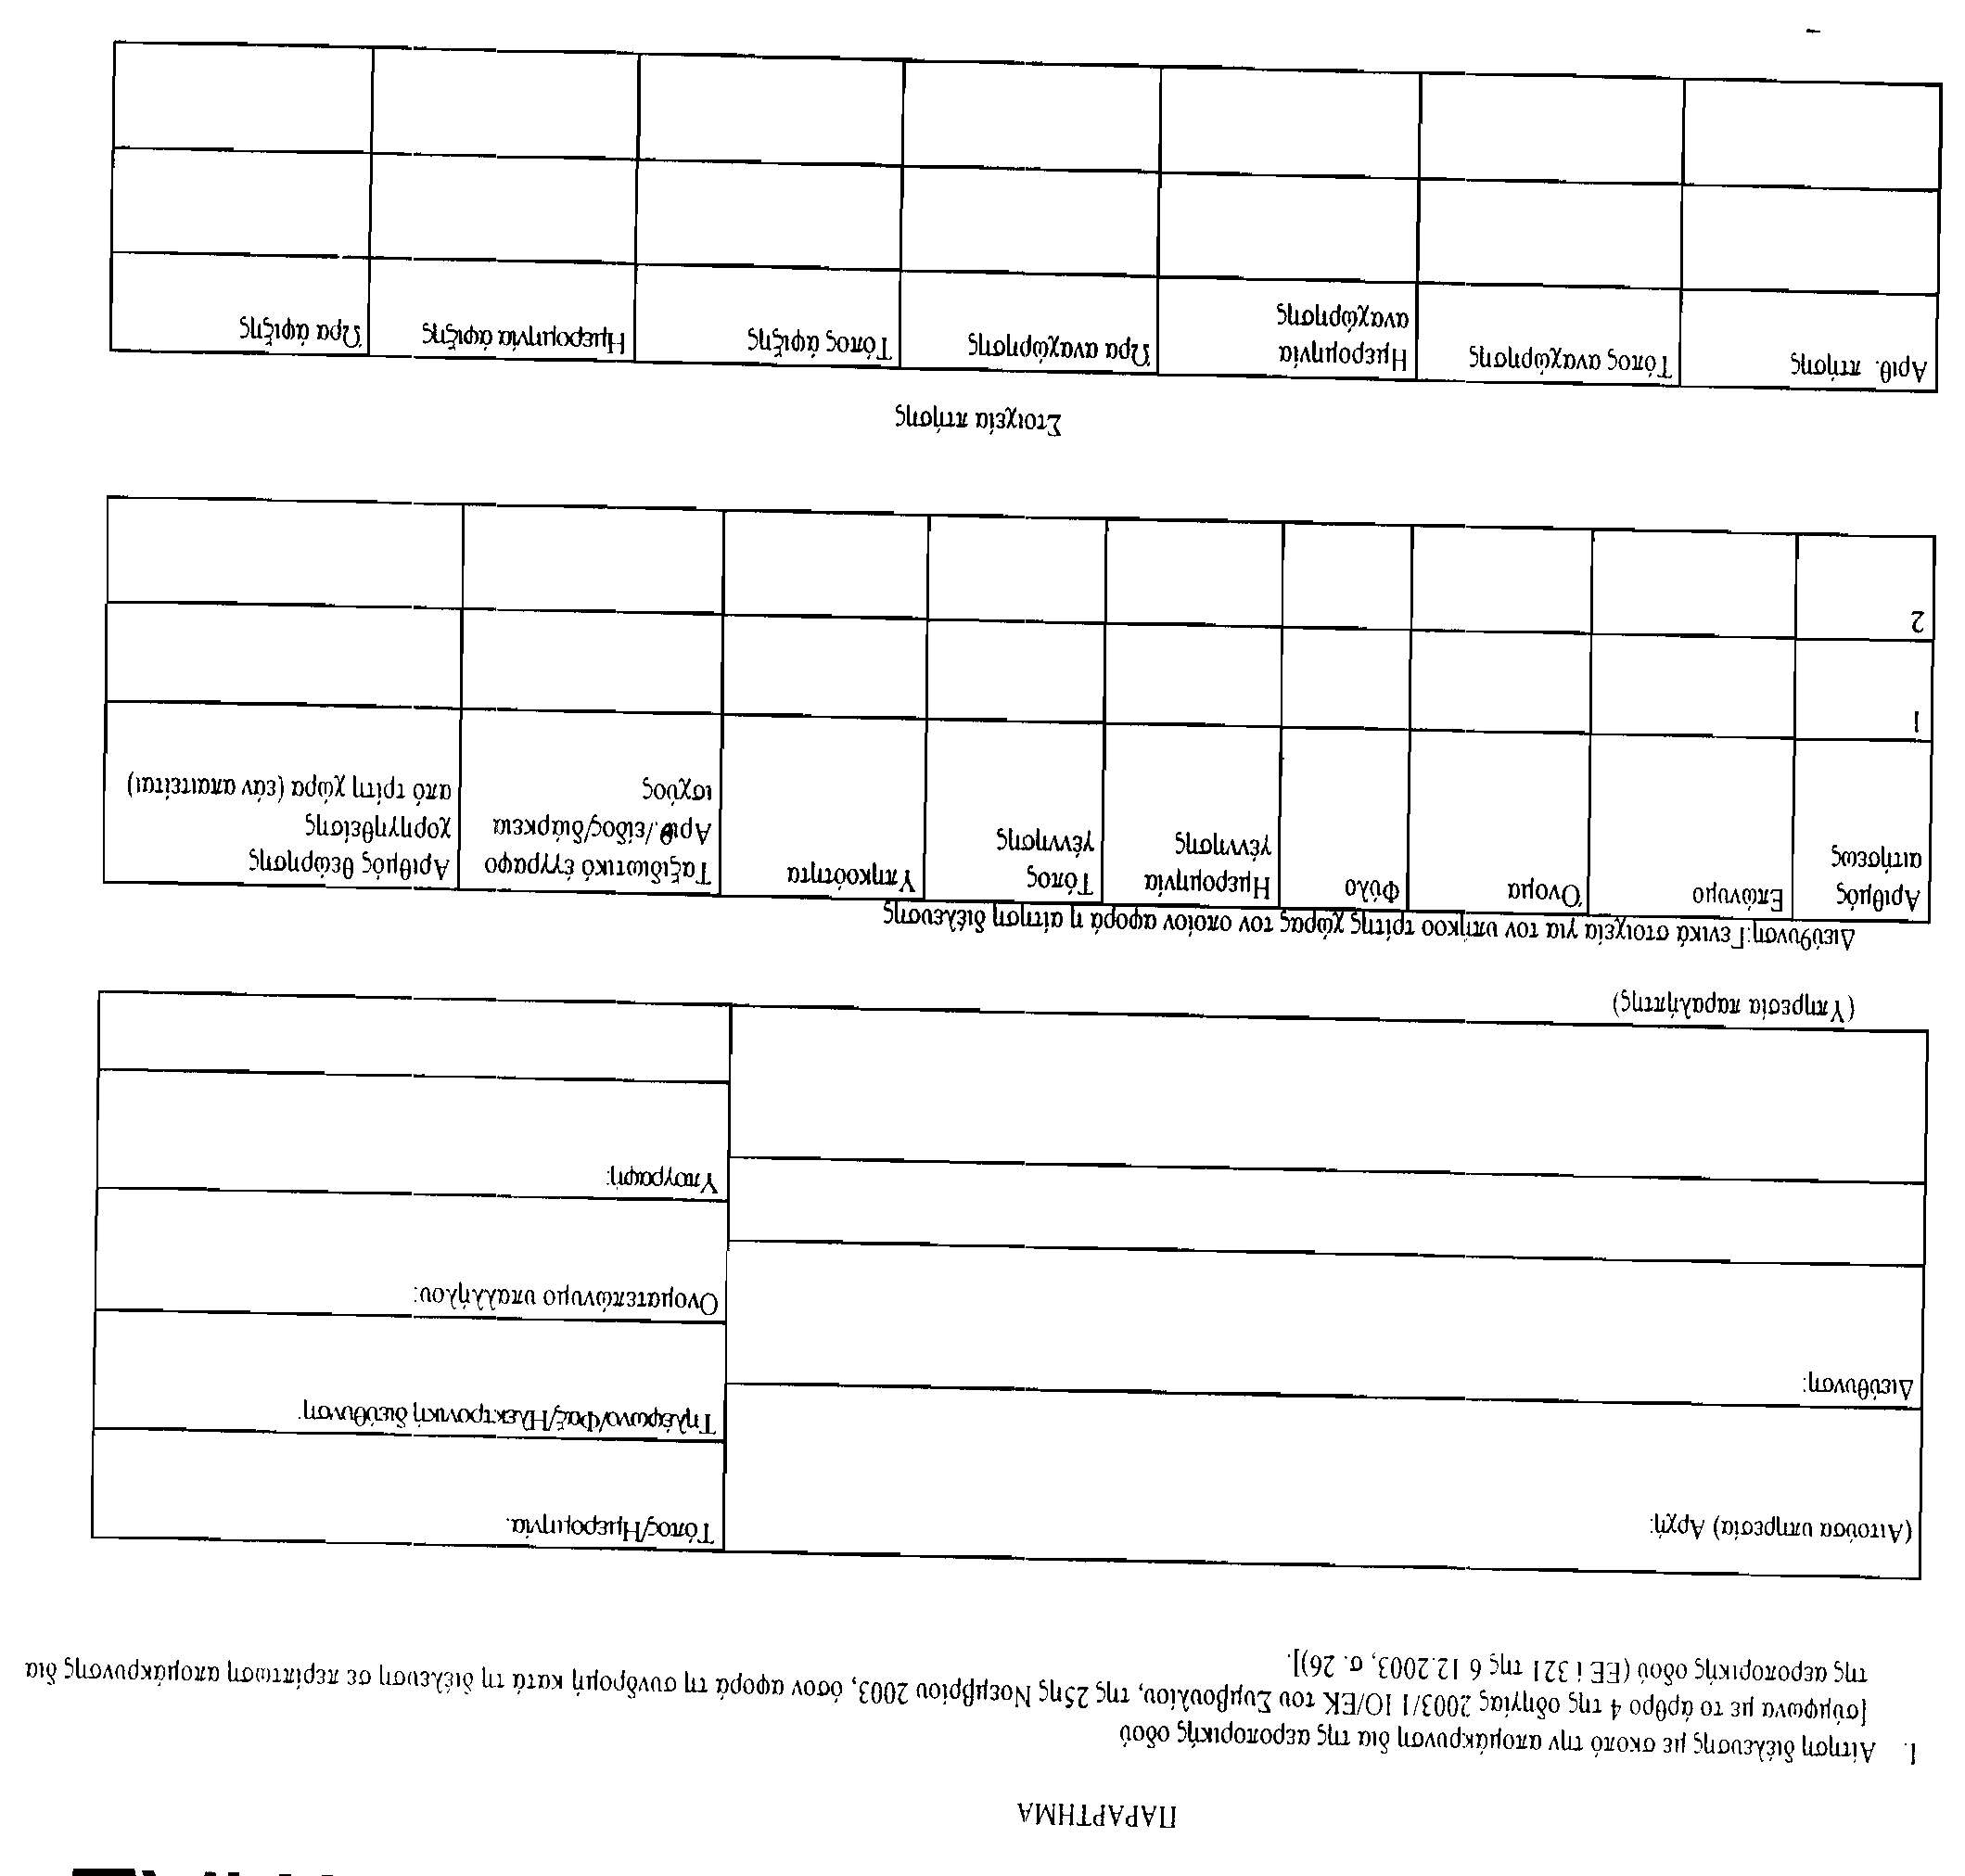 ΠΑΡΑΡΤΗΜΑ
1. Αίτηση διέλευσης με σκοπό την απομάκρυνση δια της αεροπορικής οδού
[σύμφωνα με το άρθρο 4 της οδηγίας 2003/1 ΙΟ/ΕΚ του Συμβουλίου, της 25ης Νοεμβρίου 2003, όσον αφορά τη συνδρομή κατά τη διέλευση σε περίπτωση απομάκρυνσης δια
της αεροπορικής οδού (ΕΕ i 321 της 6 12.2003, σ. 26)].
(Αιτούσα υπηρεσία) Αρχή:
Τόπος/Ημερομηνία.
Διεύθυνση:
Τηλέφωνο/Φαξ/Ηλεκτρονική διεύθυνση:
Ονοματεπώνυμο υπαλλήλου:
Υπογραφή:
(Υπηρεσία παραλήπτης)
Διεύθυνση:Γενικά στοιχεία για τον υπήκοο τρίτης χώρας τον οποίον αφορά η αίτηση διέλευσης
Αριθμός
αιτήσεως
Επώνυμο
Όνομα
Φύλο
Ημερομηνία
γέννησης
Τόπος
γέννησης
Υπηκοότητα
Ταξιδιωτικό έγγραφο
Αριθ./είδος/διάρκεια
ισχύος
Αριθμός θεώρησης
χορηγηθείσης
από τρίτη χώρα (εάν απαιτείται)
1
2
Στοιχεία πτήσης
Αριθ. πτήσης
Τόπος αναχώρησης
Ημερομηνία
αναχώρησης
Ώρα αναχώρησης
Τόπος άφιξης
Ημερομηνία άφιξης
Ώρα άφιξης